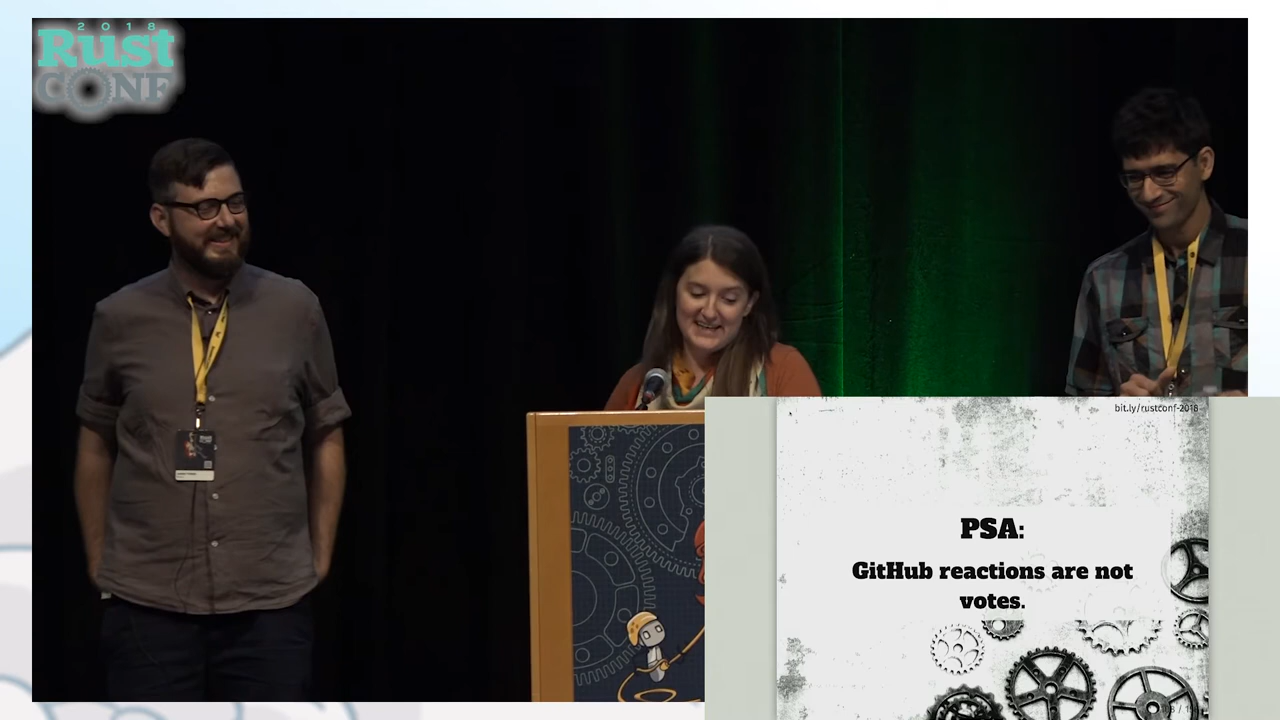 2018
Rust
CONF
bit.ly/rustconf-2018
PSA:
GitHub reactions are not
votes.